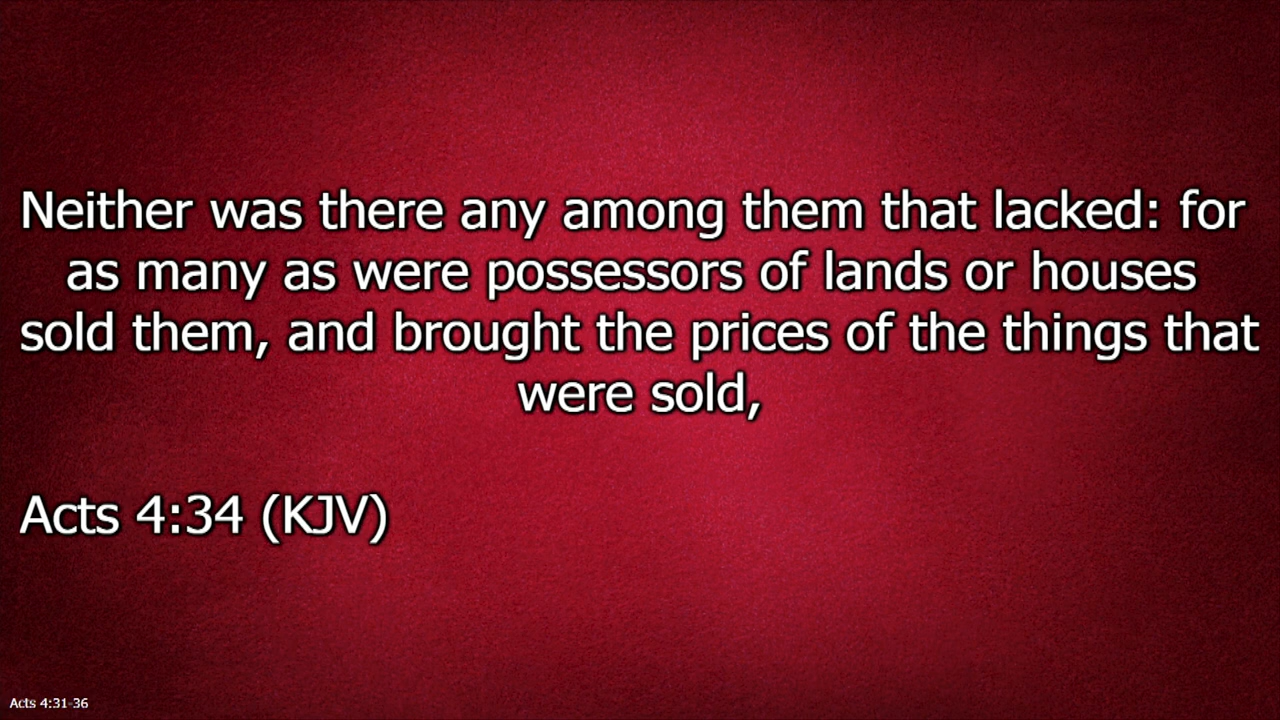 Neither was there any among them that lacked: for
as many as were possessors of lands or houses
sold them, and brought the prices of the things that
were sold,
Acts 4:34 (KJV)
Acts 4:31-36